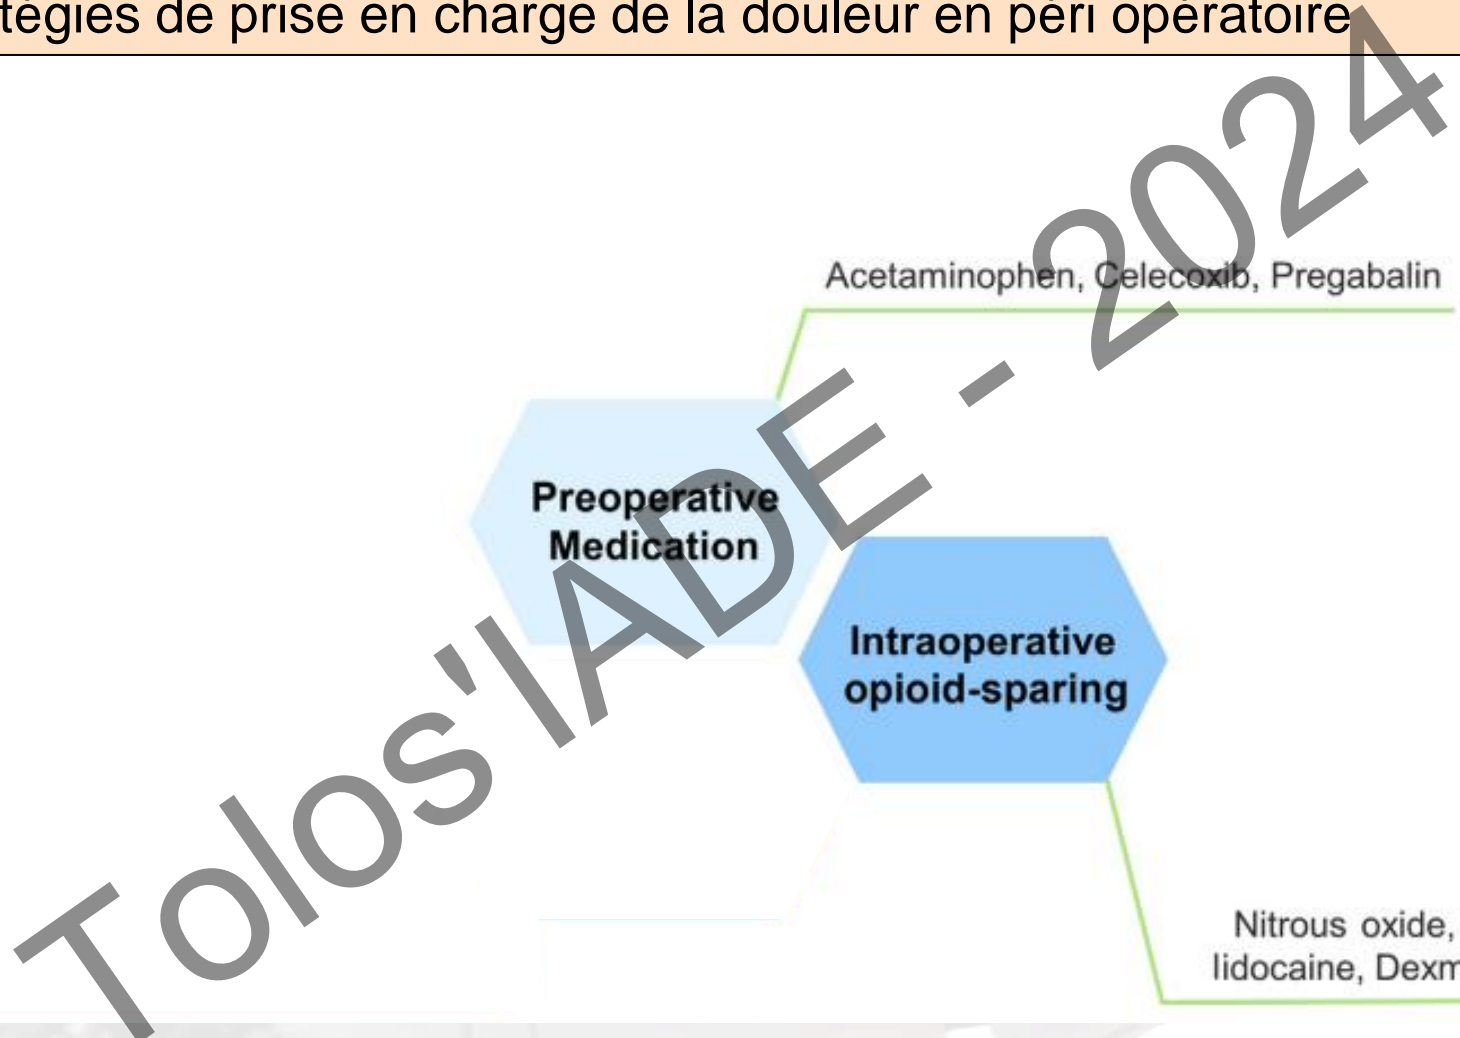 tégies de prise en charge de la douleur en péri opératoire
Acetaminophen, Celecoxib, Pregabalin
Preoperative
Medication
Intraoperative
opioid-sparing
Nitrous oxide,
lidocaine, Dexm
Tolos'IADE - 2024